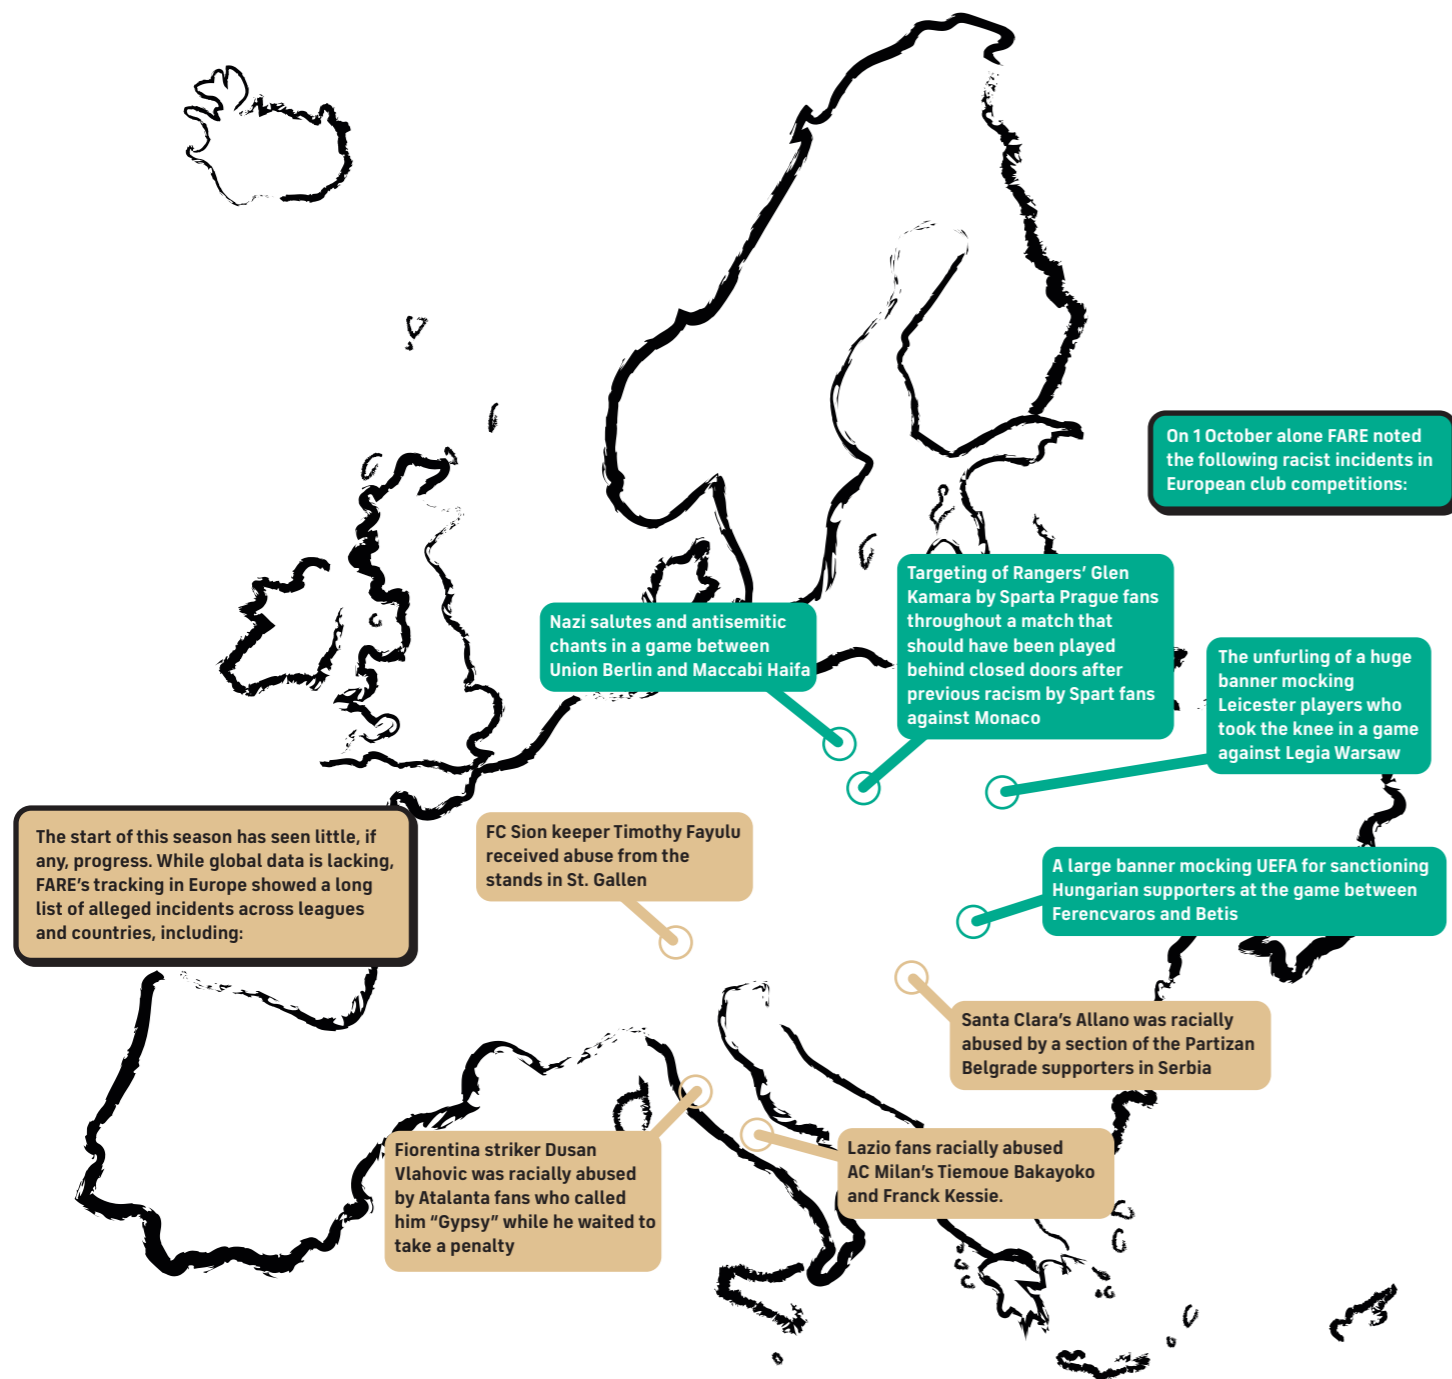 On 1 October alone FARE noted
the following racist incidents in
European club competitions:
Nazi salutes and antisemitic
chants in a game between
Union Berlin and Maccabi Haifa
Targeting of Rangers’ Glen
Kamara by Sparta Prague fans
throughout a match that
should have been played
behind closed doors after
previous racism by Spart fans
against Monaco
The unfurling of a huge
banner mocking
Leicester players who
took the knee in a game
against Legia Warsaw
A large banner mocking UEFA for sanctioning
Hungarian supporters at the game between
Ferencvaros and Betis
The start of this season has seen little, if
any, progress. While global data is lacking,
FARE’s tracking in Europe showed a long
list of alleged incidents across leagues
and countries, including:
FC Sion keeper Timothy Fayulu
received abuse from the
stands in St. Gallen
Santa Clara’s Allano was racially
abused by a section of the Partizan
Belgrade supporters in Serbia
Fiorentina striker Dusan
Vlahovic was racially abused
by Atalanta fans who called
him “Gypsy” while he waited to
take a penalty
Lazio fans racially abused
AC Milan’s Tiemoue Bakayoko
and Franck Kessie.